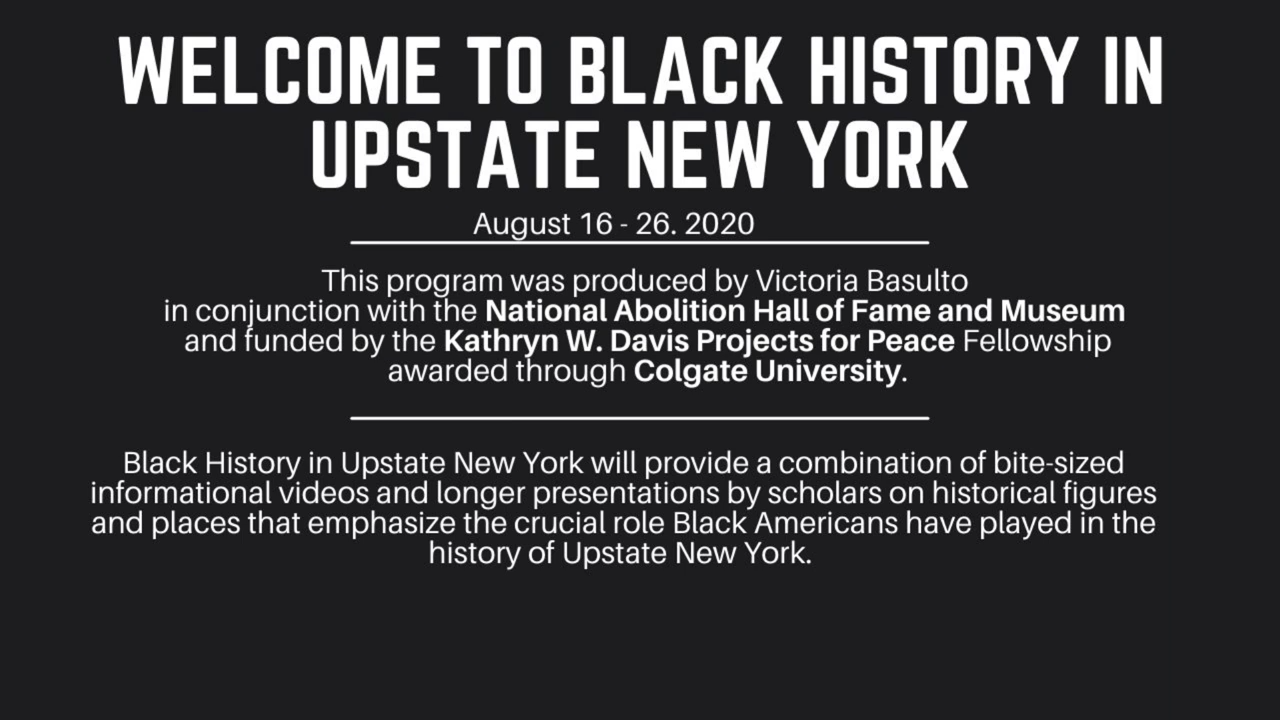 WELCOME TO BLACK HISTORY IN
UPSTATE NEW YORK
August 16 - 26. 2020
This program was produced by Victoria Basulto
in conjunction with the National Abolition Hall of Fame and Museum
and funded by the Kathryn W. Davis Projects for Peace Fellowship
awarded through Colgate University.
Black History in Upstate New York will provide a combination of bite-sized
informational videos and longer presentations by scholars on historical figures
and places that emphasize the crucial role Black Americans have played in the
history of Upstate New York.